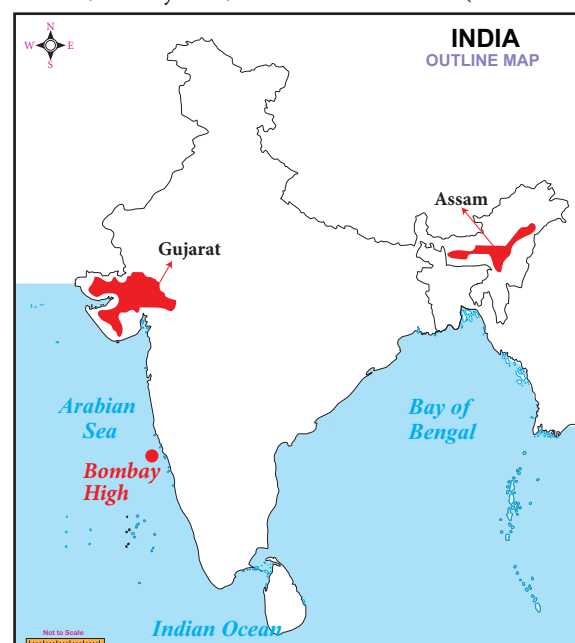 N
W E
S
INDIA
OUTLINE MAP
Assam
Gujarat
Arabian
Sea
Bay of
Bengal
Bombay
High
Indian Ocean
Not to Scale